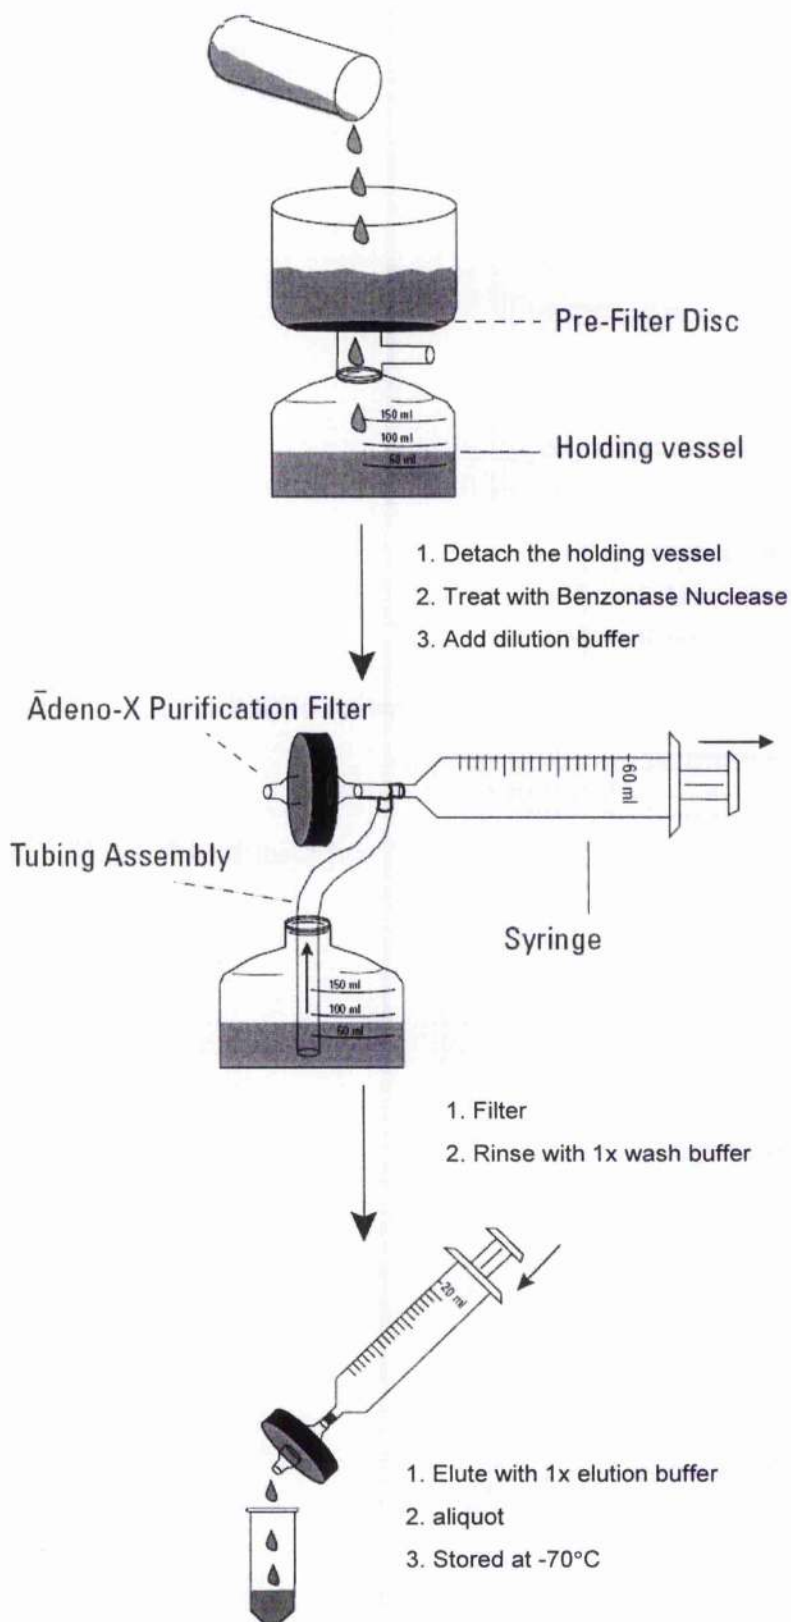 Pre-Filter Disc
150 ml
100 ml
60 ml
Holding vessel
1. Detach the holding vessel
2. Treat with Benzonase Nuclease
3. Add dilution buffer
Adeno-X Purification Filter
-60 ml
Tubing Assembly
Syringe
150 ml
100 ml
60 ml
1. Filter
2. Rinse with 1x wash buffer
-20 ml
1. Elute with 1x elution buffer
2. aliquot
3. Stored at -70°C